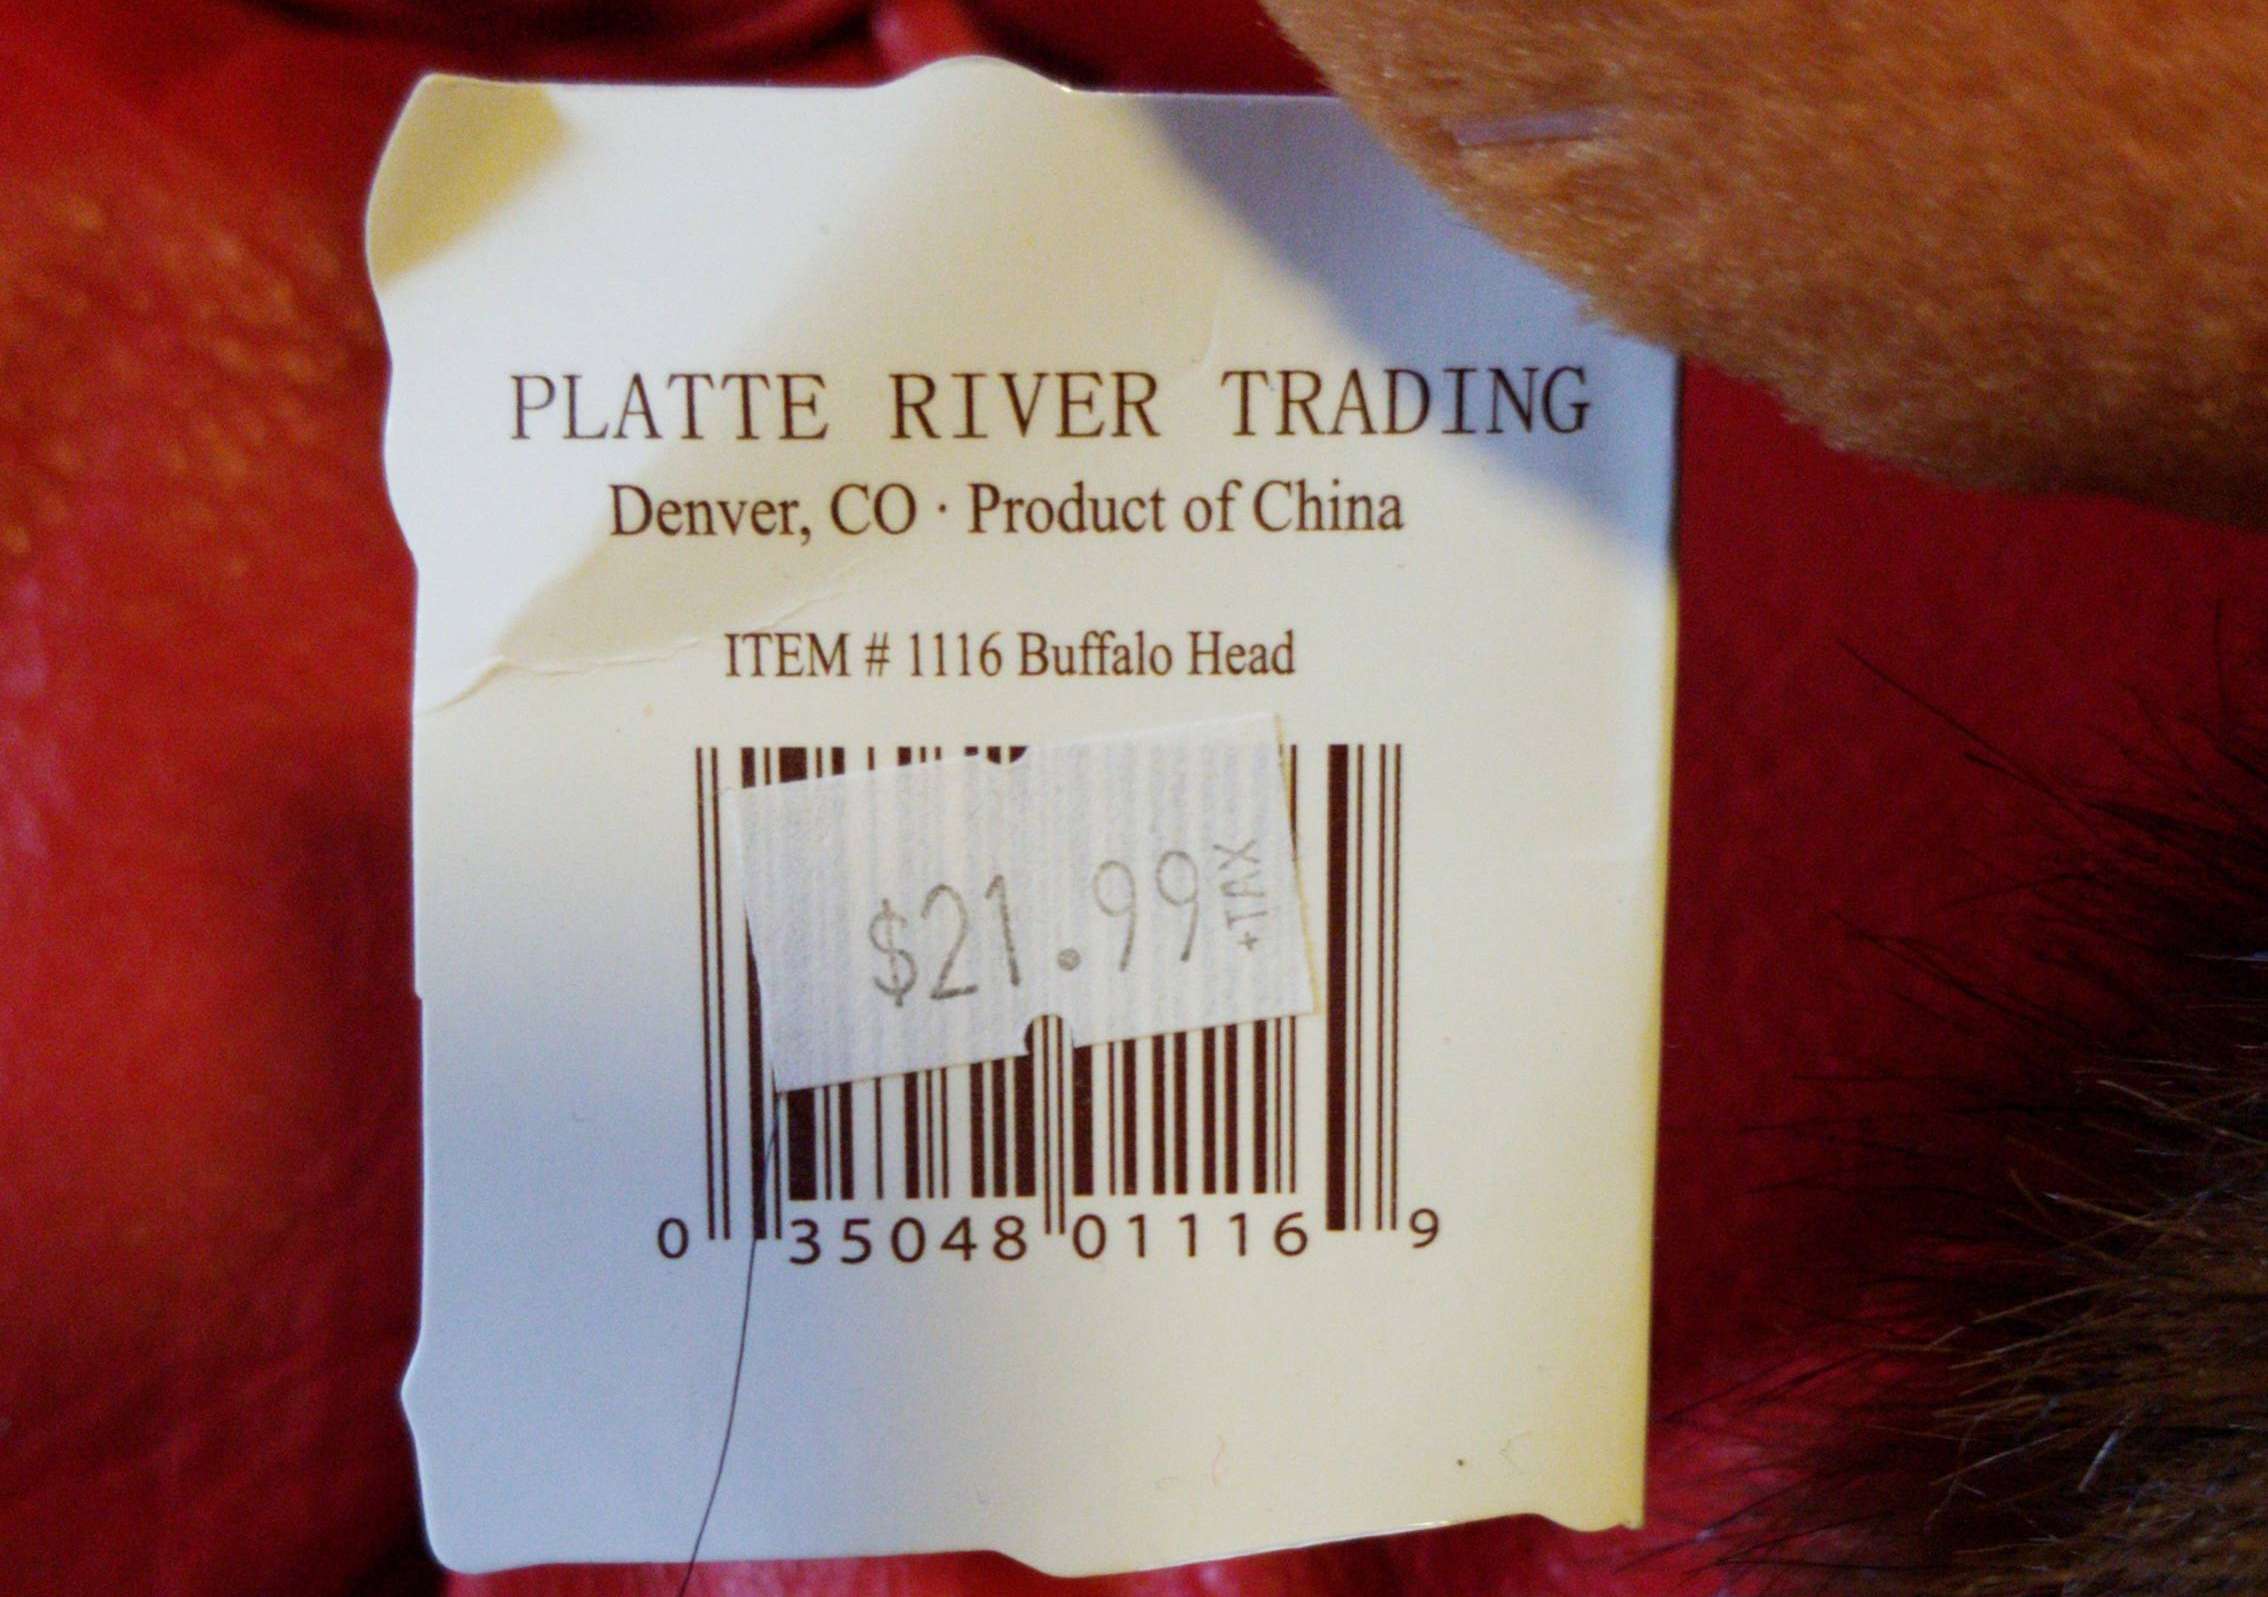 PLATTE RIVER TRADING
Denver, CO · Product of China
ITEM # 1116 Buffalo Head
$21.99 +TAX
0 35048 01116 9